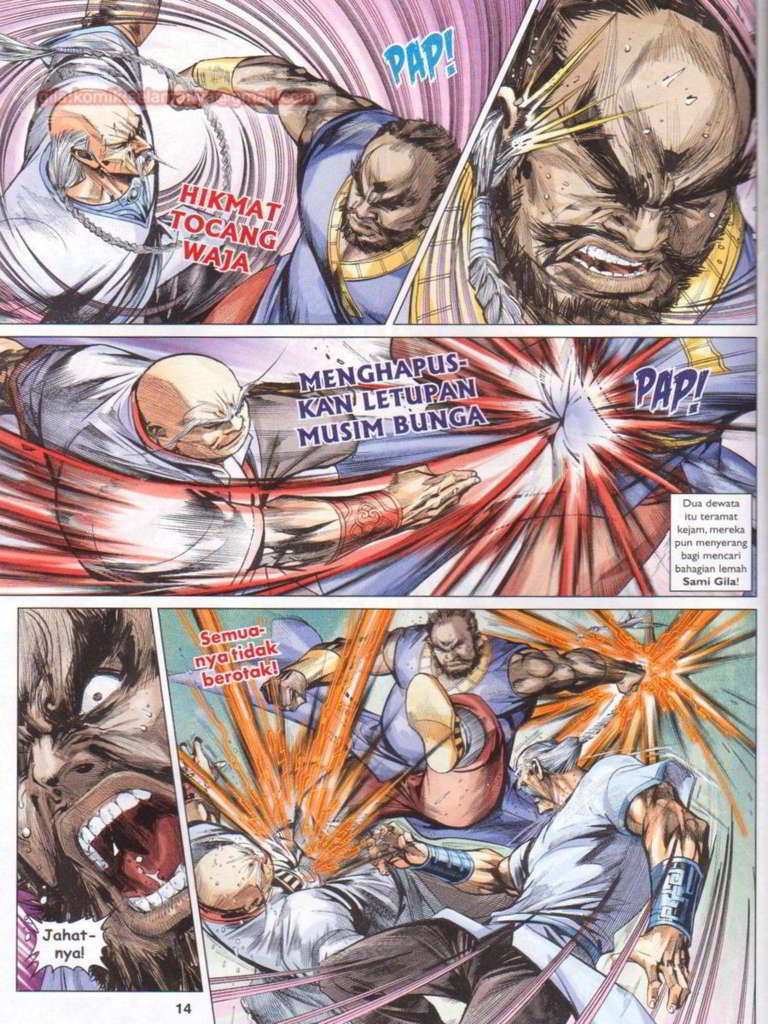 PAP!
HIKMAT
TOCANG
WAJA
MENGHAPUS-
KAN LETUPAN
MUSIM BUNGA
PAP!
Dua dewata
itu teramat
kejam, mereka
pun menyerang
bagi mencari
bahagian lemah
Sami Gila!
Semua-
nya tidak
berotak!
Jahat-
nya!
14